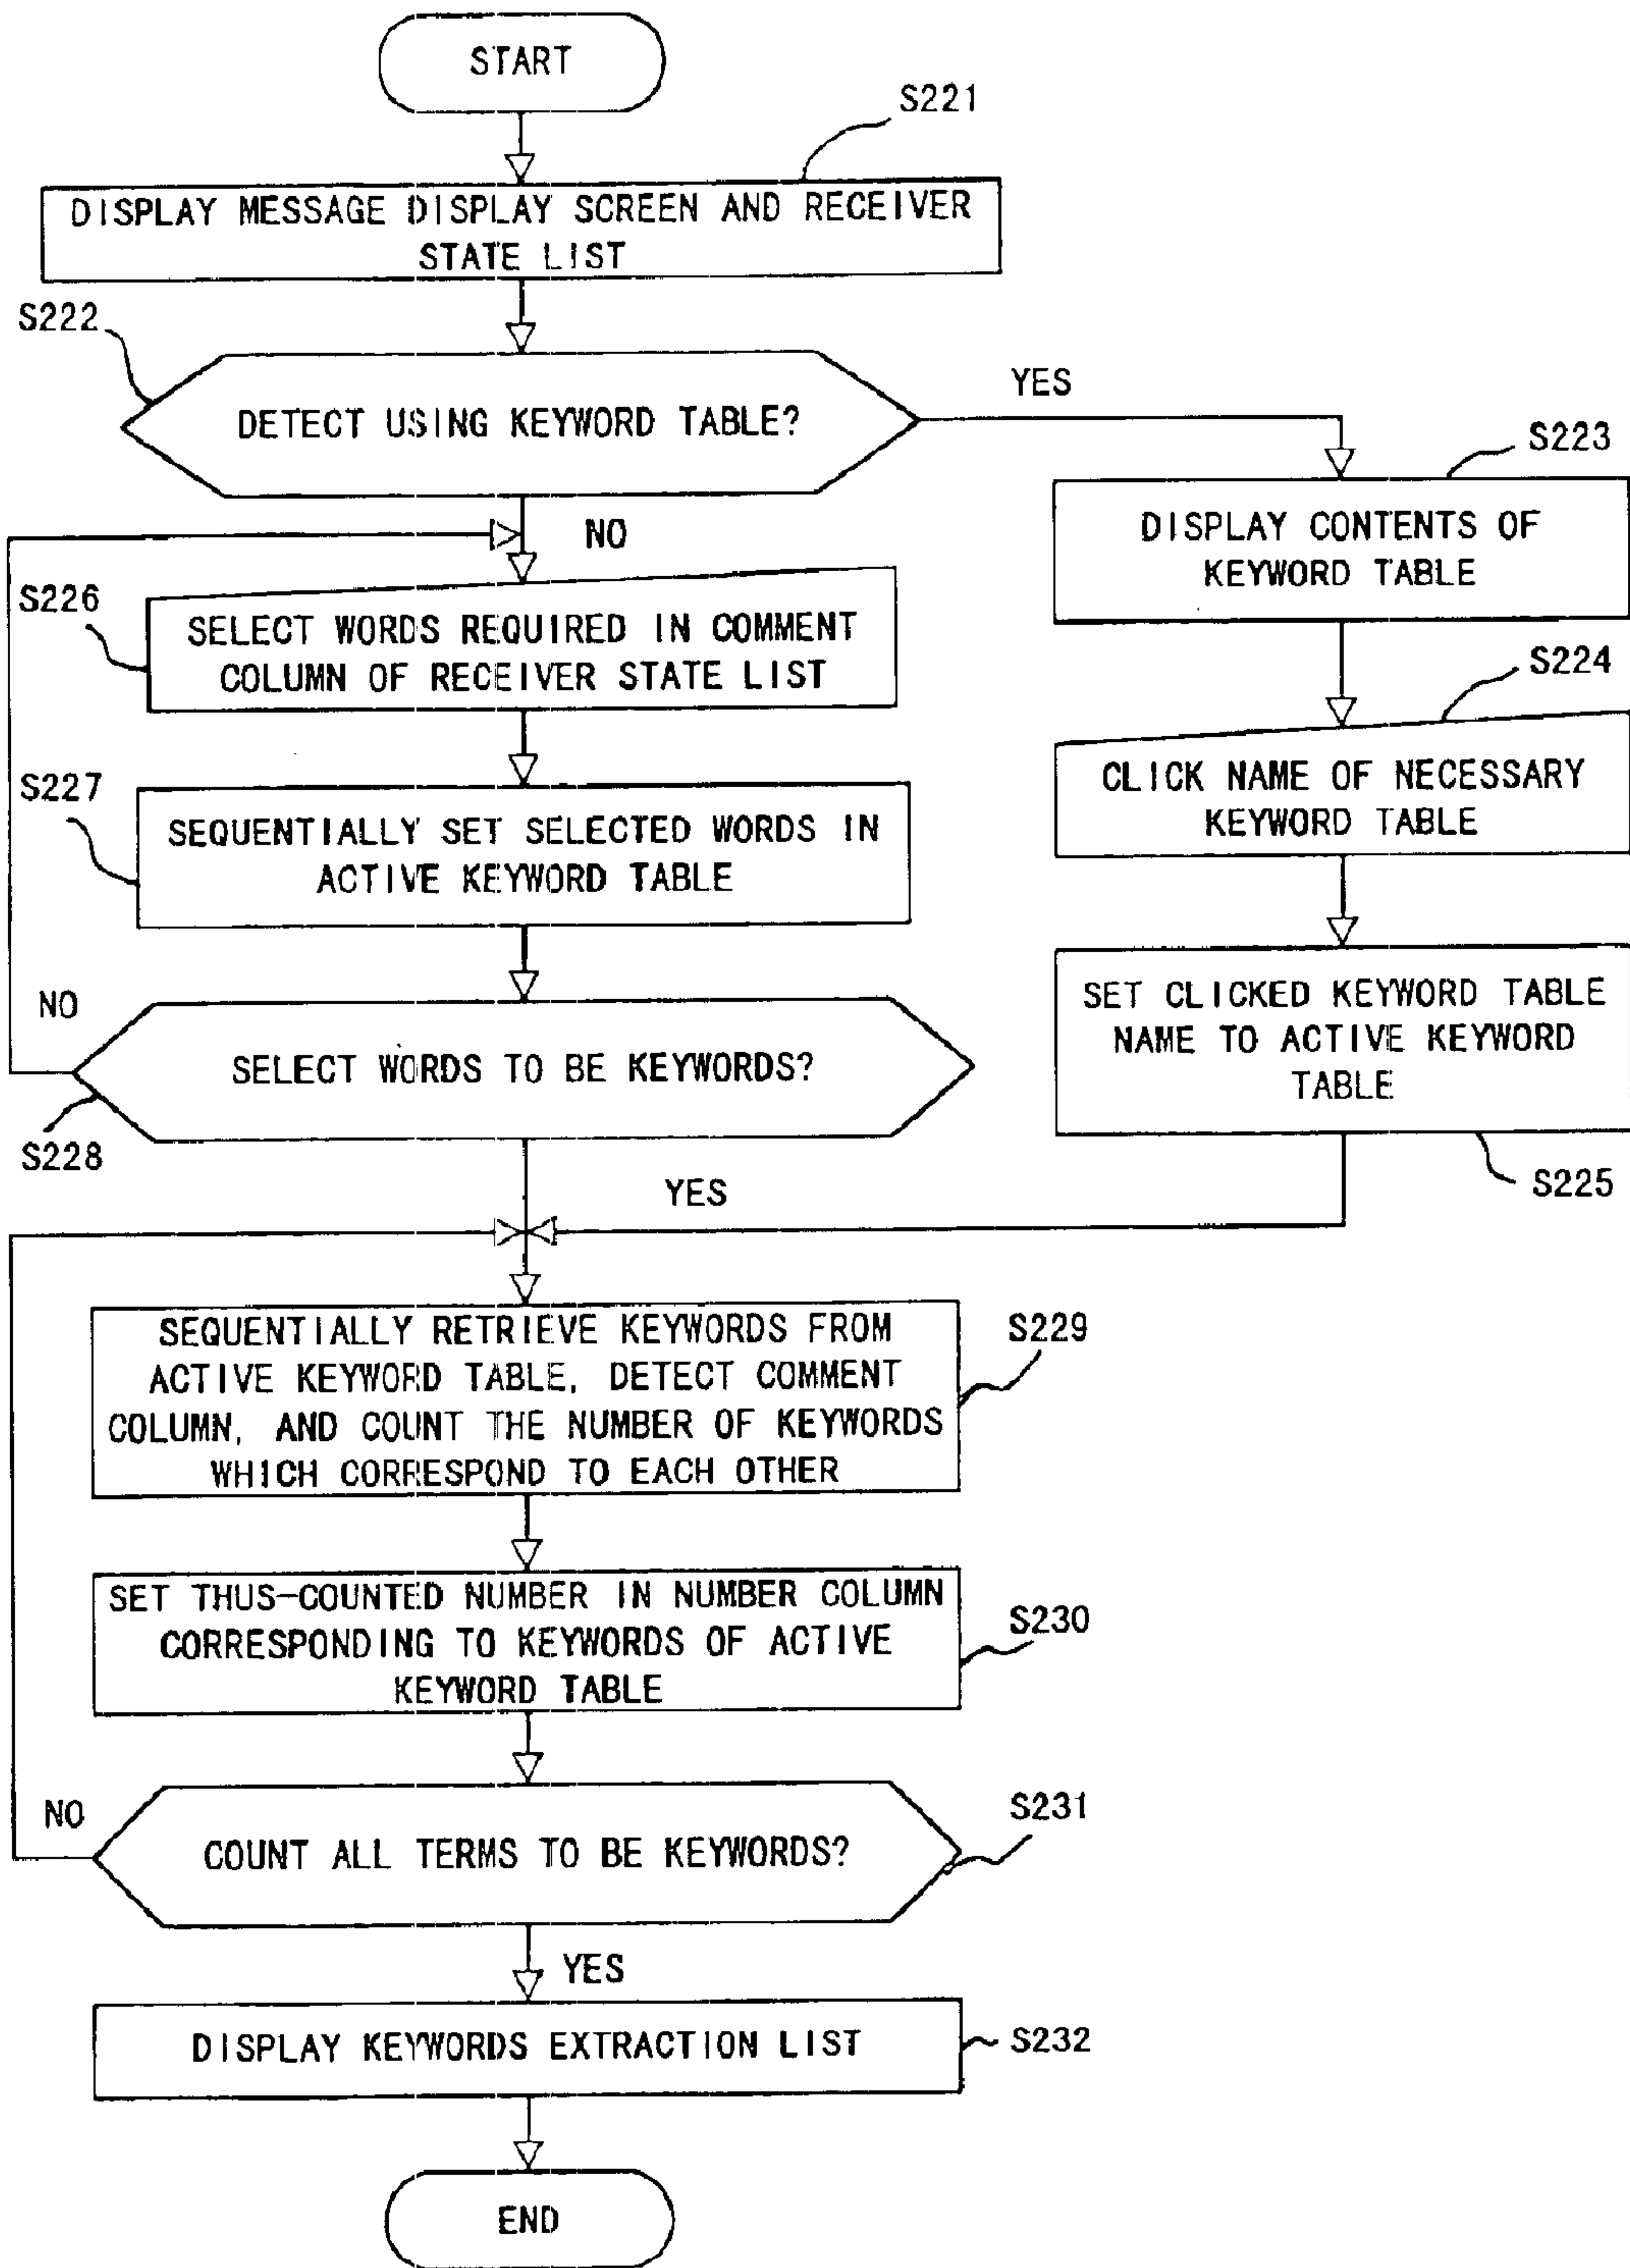 START
S221
DISPLAY MESSAGE DISPLAY SCREEN AND RECEIVER
STATE LIST
S222
DETECT USING KEYWORD TABLE?
YES
NO
S223
DISPLAY CONTENTS OF
KEYWORD TABLE
S224
CLICK NAME OF NECESSARY
KEYWORD TABLE
SET CLICKED KEYWORD TABLE
NAME TO ACTIVE KEYWORD
TABLE
S225
S226
SELECT WORDS REQUIRED IN COMMENT
COLUMN OF RECEIVER STATE LIST
S227
SEQUENTIALLY SET SELECTED WORDS IN
ACTIVE KEYWORD TABLE
NO
SELECT WORDS TO BE KEYWORDS?
S228
YES
SEQUENTIALLY RETRIEVE KEYWORDS FROM
ACTIVE KEYWORD TABLE, DETECT COMMENT
COLUMN, AND COUNT THE NUMBER OF KEYWORDS
WHICH CORRESPOND TO EACH OTHER
S229
SET THUS-COUNTED NUMBER IN NUMBER COLUMN
CORRESPONDING TO KEYWORDS OF ACTIVE
KEYWORD TABLE
S230
NO
COUNT ALL TERMS TO BE KEYWORDS?
S231
YES
DISPLAY KEYWORDS EXTRACTION LIST
S232
END